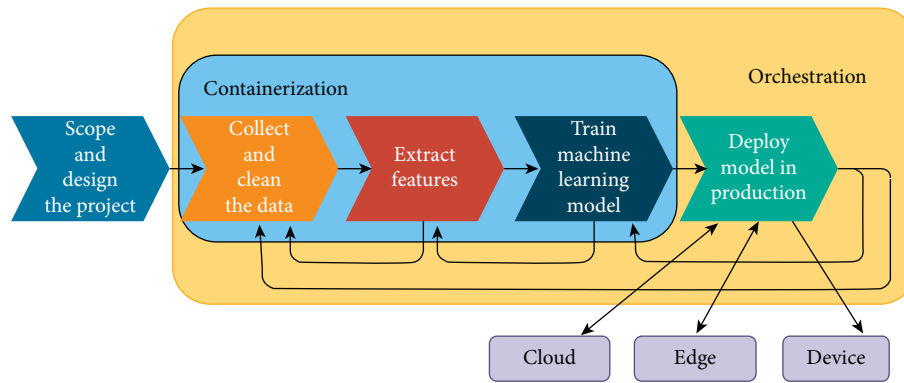 Orchestration
Containerization
Scope
and
design
the project
Collect
and
clean
the data
Extract
features
Train
machine
learning
model
Deploy
model in
production
Cloud
Edge
Device